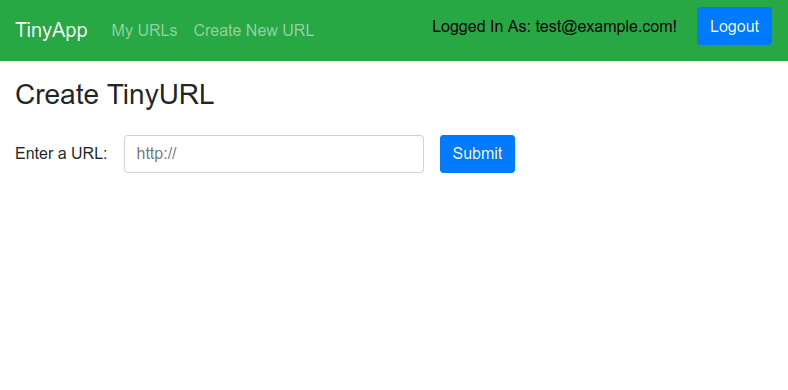 TinyApp My URLs Create New URL Logged In As: test@example.com! Logout
Create TinyURL
Enter a URL: http:// Submit